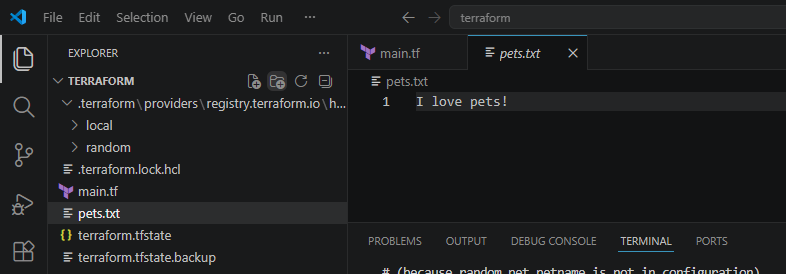 File Edit Selection View Go Run ··· terraform
EXPLORER ···
TERRAFORM
.terraform\providers\registry.terraform.io\h...
local
random
.terraform.lock.hcl
main.tf
pets.txt
terraform.tfstate
terraform.tfstate.backup
main.tf pets.txt
pets.txt
1 I love pets!
PROBLEMS OUTPUT DEBUG CONSOLE TERMINAL PORTS
# (because random_pet.petname is not in configuration)